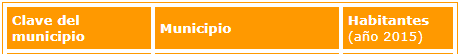 Clave del
municipio
Municipio
Habitantes
(año 2015)